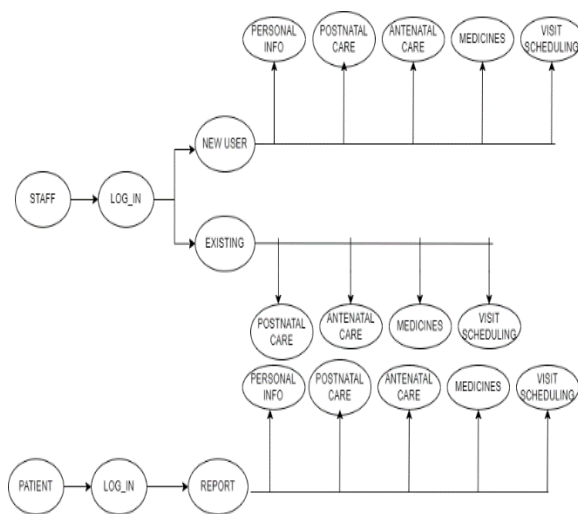 PERSONAL
INFO
POSTNATAL
CARE
ANTENATAL
CARE
MEDICINES
VISIT
SCHEDULING
NEW USER
STAFF
LOG_IN
EXISTING
POSTNATAL
CARE
ANTENATAL
CARE
MEDICINES
VISIT
SCHEDULING
PERSONAL
INFO
POSTNATAL
CARE
ANTENATAL
CARE
MEDICINES
VISIT
SCHEDULING
PATIENT
LOG_IN
REPORT